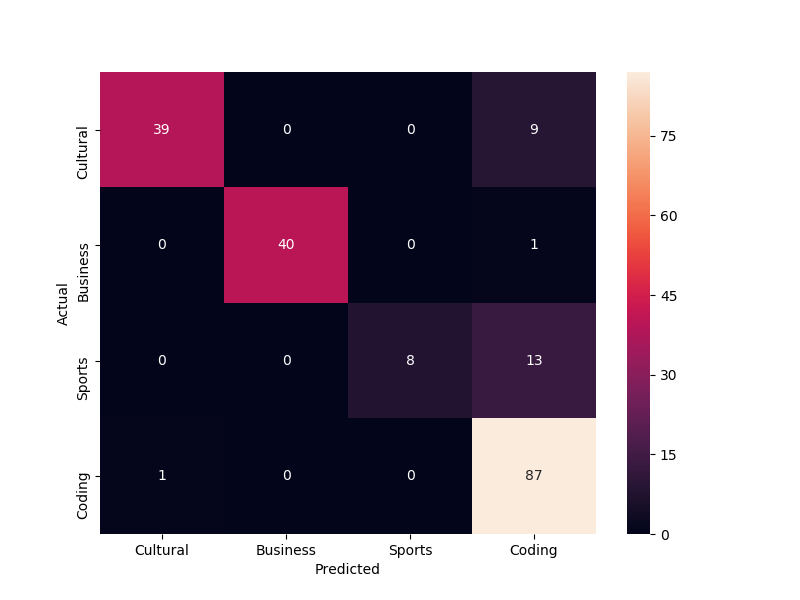 Cultural 39 0 0 9
Business 0 40 0 1
Sports 0 0 8 13
Coding 1 0 0 87
Cultural Business Sports Coding
Predicted
Actual
75
60
45
30
15
0